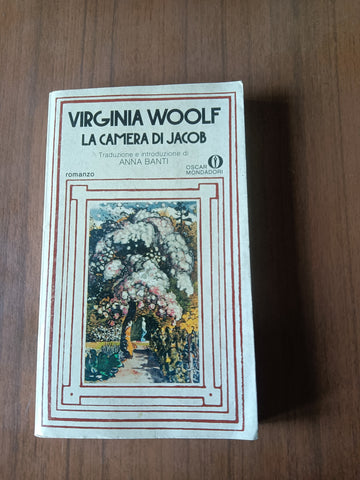 VIRGINIA WOOLF
LA CAMERA DI JACOB
Traduzione e introduzione di
ANNA BANTI
romanzo
OSCAR
MONDADORI